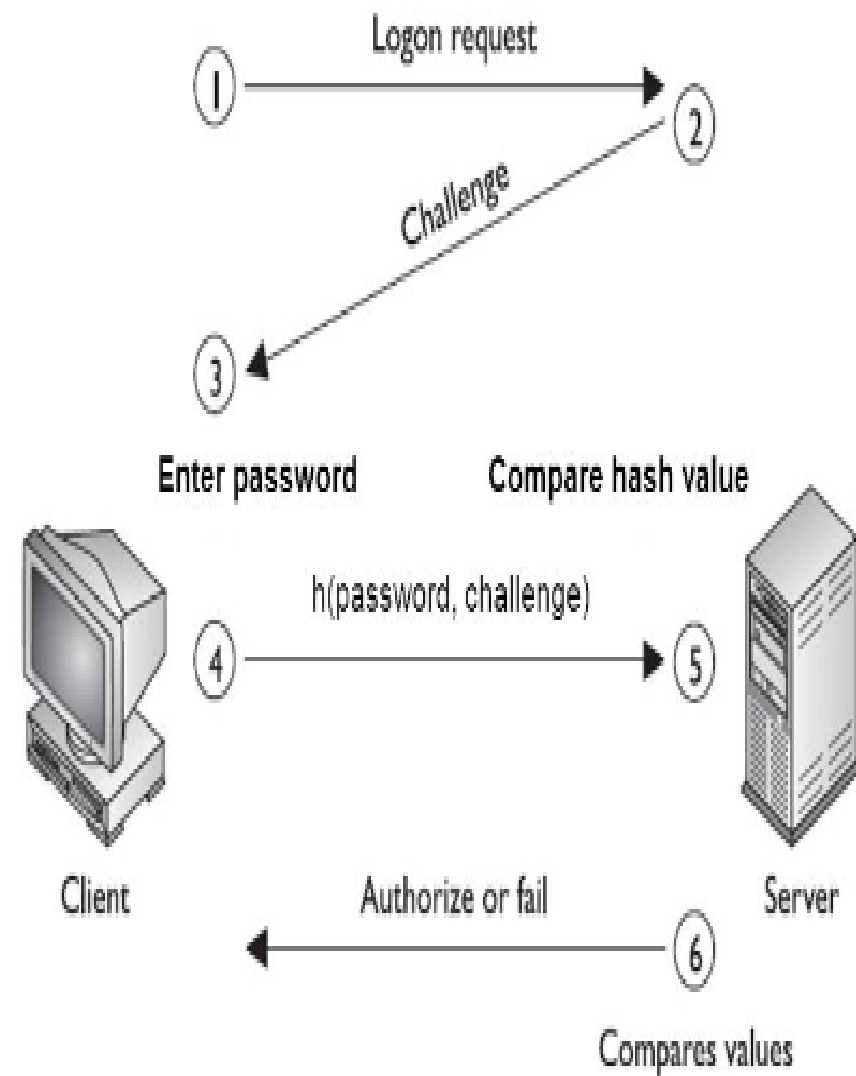 Logon request
1
2
Challenge
3
Enter password
Compare hash value
h(password, challenge)
4
5
Client
Authorize or fail
Server
6
Compares values